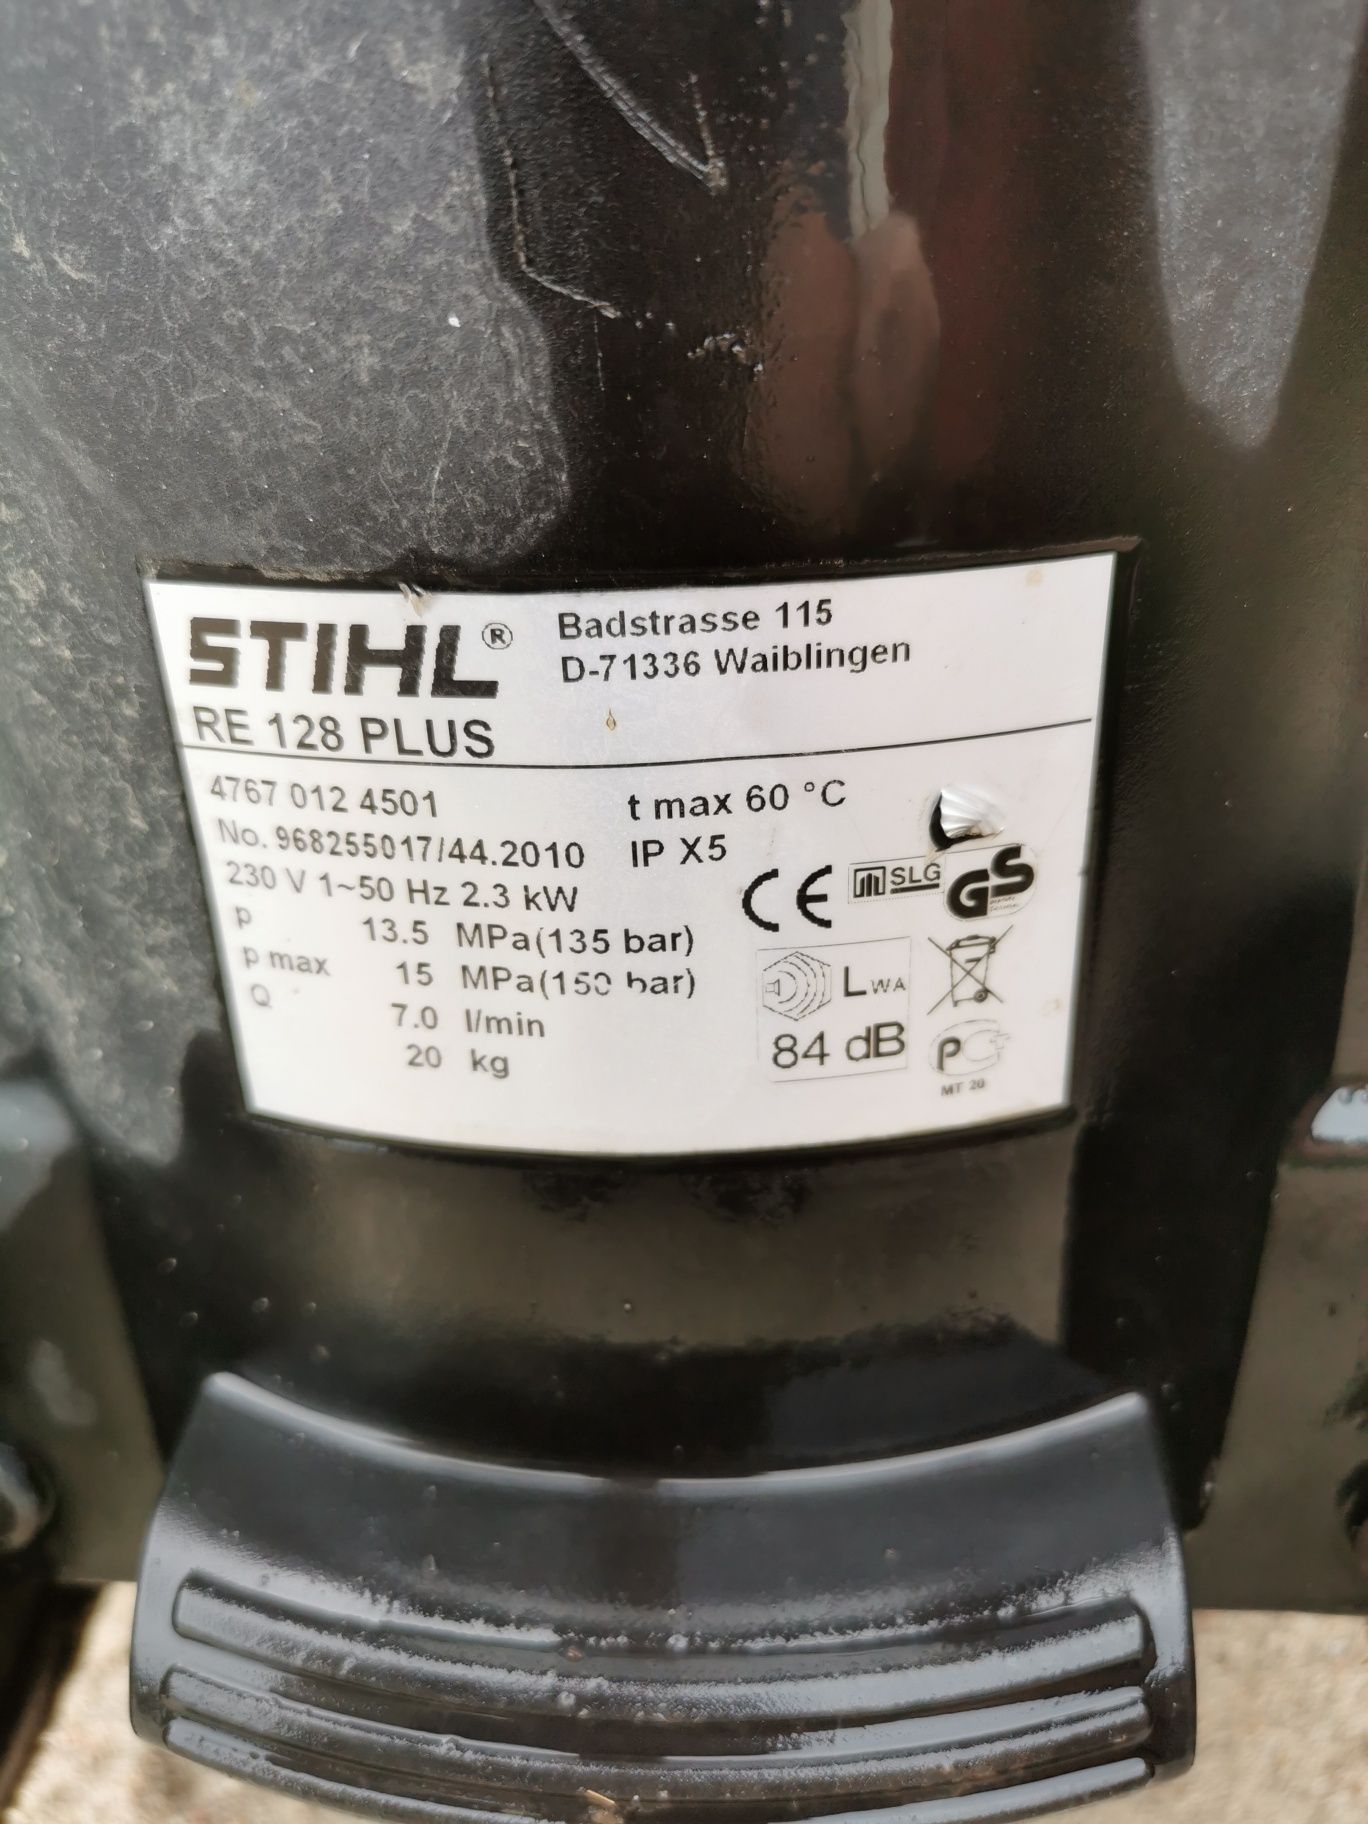 STIHL®
Badstrasse 115
D-71336 Waiblingen
RE 128 PLUS
4767 012 4501
t max 60 °C
No. 968255017/44.2010
IP X5
230 V 1~50 Hz 2.3 kW
p 13.5 MPa(135 bar)
p max 15 MPa(150 bar)
Q 7.0 l/min
20 kg
CE
SLG
GS
LWA
84 dB
MT 20